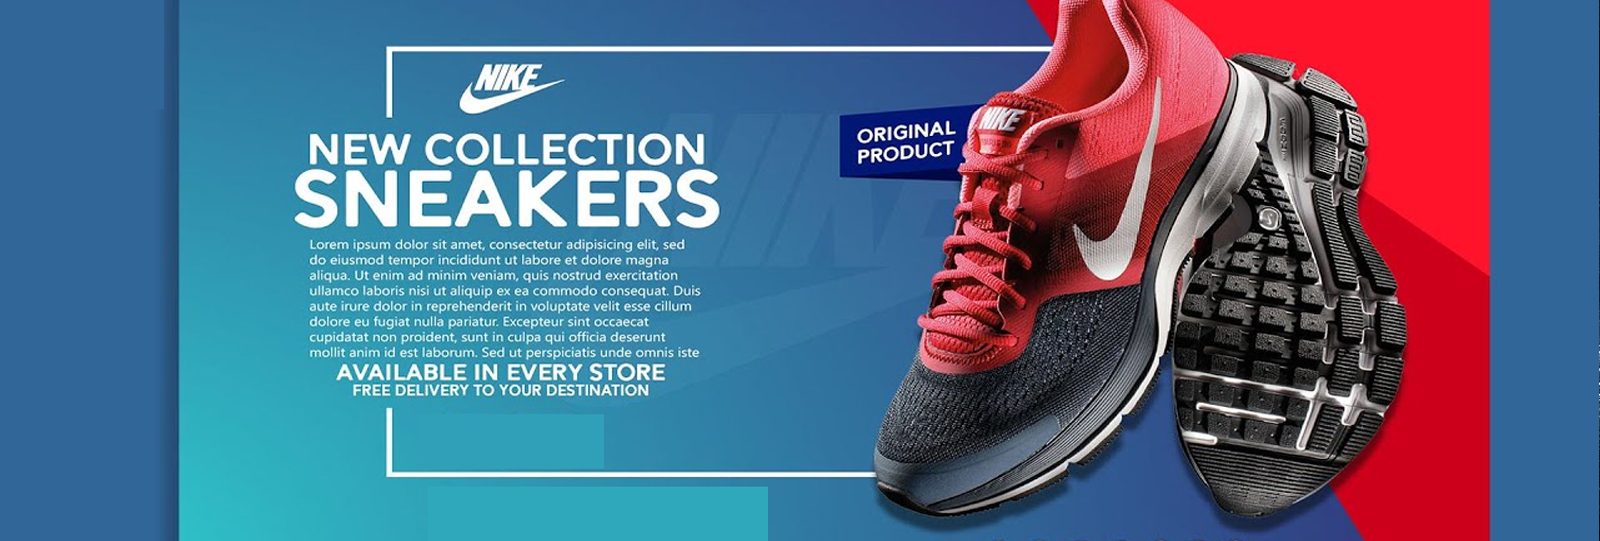 NIKE
NEW COLLECTION
SNEAKERS
Lorem ipsum dolor sit amet, consectetur adipisicing elit, sed
do eiusmod tempor incididunt ut labore et dolore magna
aliqua. Ut enim ad minim veniam, quis nostrud exercitation
ullamco laboris nisi ut aliquip ex ea commodo consequat. Duis
aute irure dolor in reprehenderit in voluptate velit esse cillum
dolore eu fugiat nulla pariatur. Excepteur sint occaecat
cupidatat non proident, sunt in culpa qui officia deserunt
mollit anim id est laborum. Sed ut perspiciatis unde omnis iste
AVAILABLE IN EVERY STORE
FREE DELIVERY TO YOUR DESTINATION
ORIGINAL
PRODUCT
NIKE
NIKE